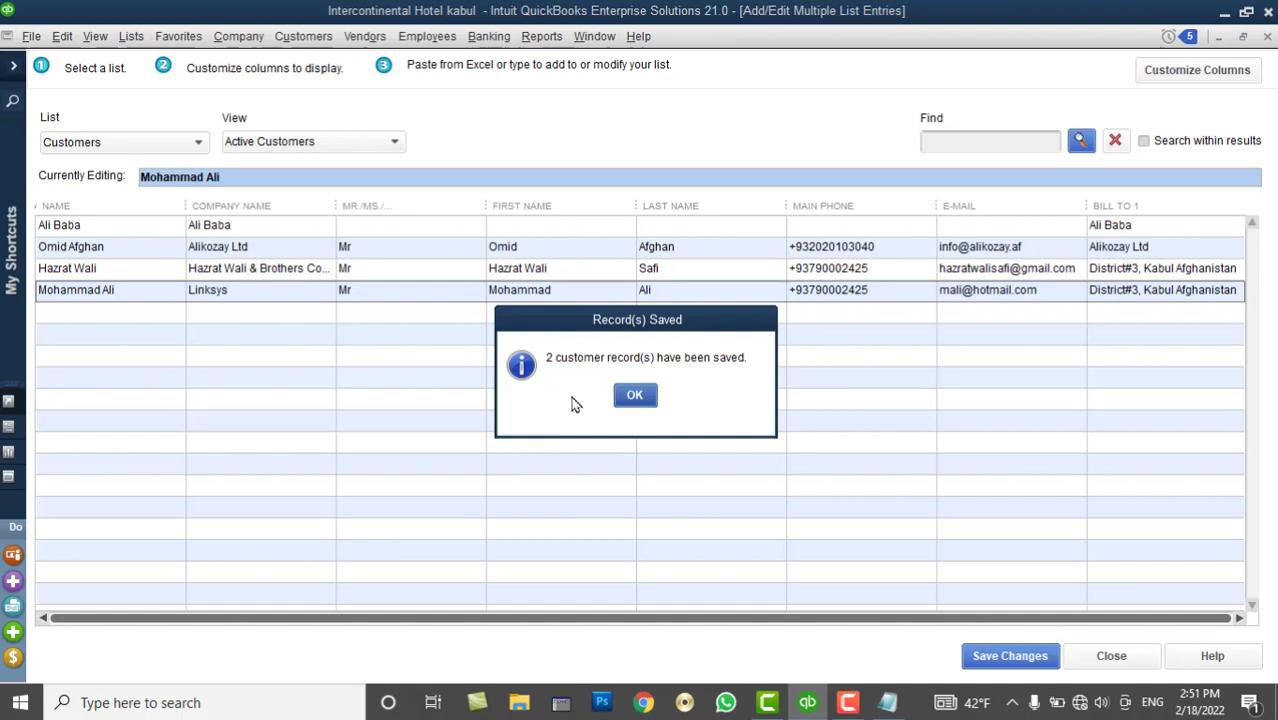 Intercontinental Hotel kabul - Intuit QuickBooks Enterprise Solutions 21.0 - [Add/Edit Multiple List Entries]
File Edit View Lists Favorites Company Customers Vendors Employees Banking Reports Window Help 5
1 Select a list. 2 Customize columns to display. 3 Paste from Excel or type to add to or modify your list. Customize Columns
List View Find
Customers Active Customers Search within results
Currently Editing: Mohammad Ali
NAME COMPANY NAME MR./MS./... FIRST NAME LAST NAME MAIN PHONE E-MAIL BILL TO 1
Ali Baba Ali Baba Ali Baba
Omid Afghan Alikozay Ltd Mr Omid Afghan +932020103040 info@alikozay.af Alikozay Ltd
Hazrat Wali Hazrat Wali & Brothers Co... Mr Hazrat Wali Safi +93790002425 hazratwalisafi@gmail.com District#3, Kabul Afghanistan
Mohammad Ali Linksys Mr Mohammad Ali +93790002425 mali@hotmail.com District#3, Kabul Afghanistan
Record(s) Saved
2 customer record(s) have been saved.
OK
My Shortcuts
Do
Save Changes Close Help
Type here to search 42°F ENG 2:51 PM
2/18/2022 1